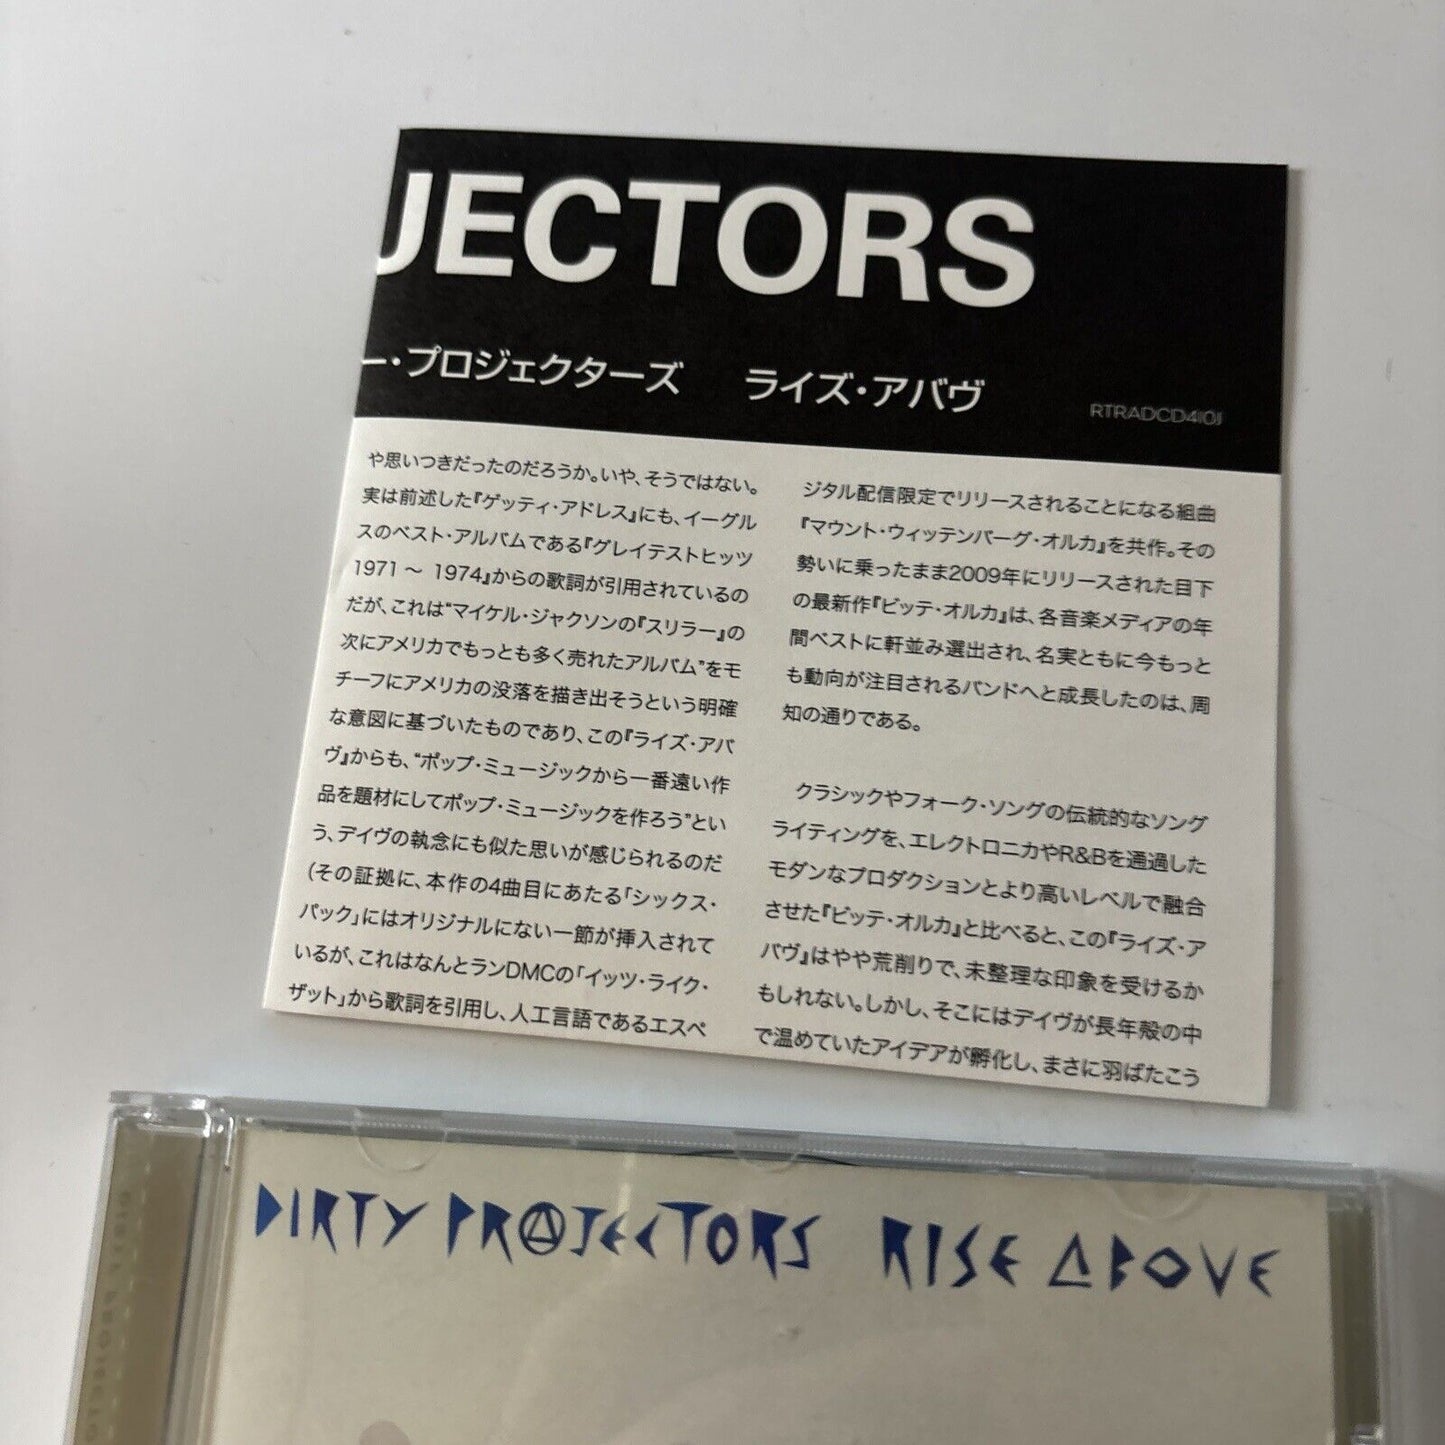 JECTORS
ー・プロジェクターズ ライズ・アバヴ
RTRADCD410J
や思いつきだったのだろうか。いや、そうではない。
実は前述した『ゲッティ・アドレス』にも、イーグル
スのベスト・アルバムである『グレイテストヒッツ
1971 ～ 1974』からの歌詞が引用されているの
だが、これは“マイケル・ジャクソンの『スリラー』の
次にアメリカでもっとも多く売れたアルバム”をモ
チーフにアメリカの没落を描き出そうという明確
な意図に基づいたものであり、この『ライズ・アバ
ヴ』からも、“ポップ・ミュージックから一番遠い作
品を題材にしてポップ・ミュージックを作ろう”とい
う、デイヴの執念にも似た思いが感じられるのだ
(その証拠に、本作の4曲目にあたる「シックス・
パック」にはオリジナルにない一節が挿入されて
いるが、これはなんとランDMCの「イッツ・ライク・
ザット」から歌詞を引用し、人工言語であるエスペ
ジタル配信限定でリリースされることになる組曲
『マウント・ウィッテンバーグ・オルカ』を共作。その
勢いに乗ったまま2009年にリリースされた目下
の最新作『ビッテ・オルカ』は、各音楽メディアの年
間ベストに軒並み選出され、名実ともに今もっと
も動向が注目されるバンドへと成長したのは、周
知の通りである。
クラシックやフォーク・ソングの伝統的なソング
ライティングを、エレクトロニカやR&Bを通過した
モダンなプロダクションとより高いレベルで融合
させた『ビッテ・オルカ』と比べると、この『ライズ・ア
バヴ』はやや荒削りで、未整理な印象を受けるか
もしれない。しかし、そこにはデイヴが長年殻の中
で温めていたアイデアが孵化し、まさに羽ばたこう
DIRTY PROJECTORS RISE ABOVE